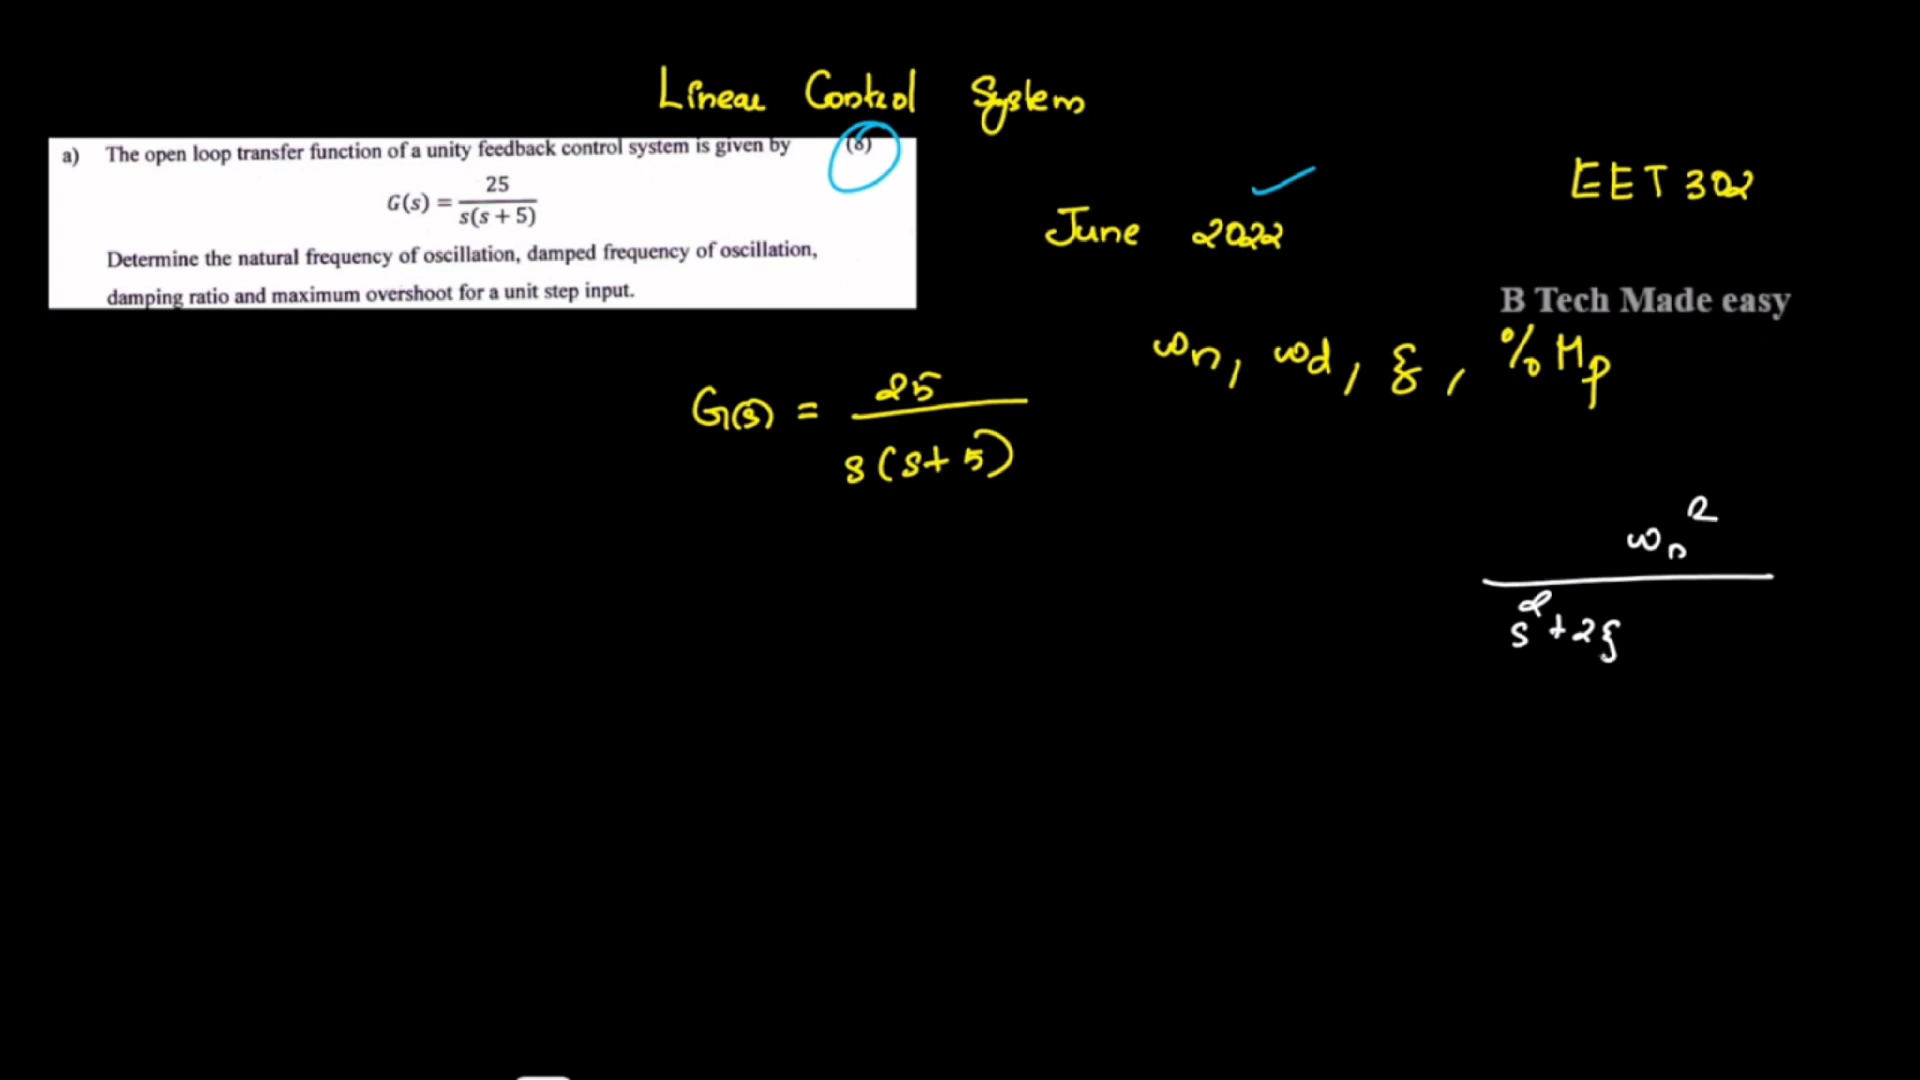 Linear Control System
a) The open loop transfer function of a unity feedback control system is given by (8)
G(s) = 25 / s(s + 5)
Determine the natural frequency of oscillation, damped frequency of oscillation,
damping ratio and maximum overshoot for a unit step input.
EET 302
June 2022
B Tech Made easy
ωn, ωd, ξ, % Mp
G(s) = 25 / s(s+5)
ωn²
s²+2ξ